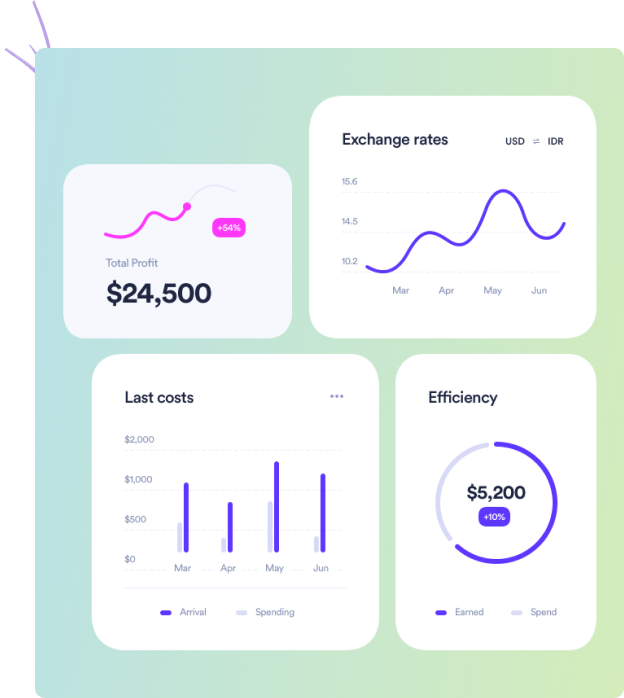 Exchange rates
USD ⇌ IDR
15.6
14.5
10.2
Mar Apr May Jun
+54%
Total Profit
$24,500
Last costs
•••
$2,000
$1,000
$500
$0
Mar Apr May Jun
Arrival Spending
Efficiency
$5,200
+10%
Earned Spend